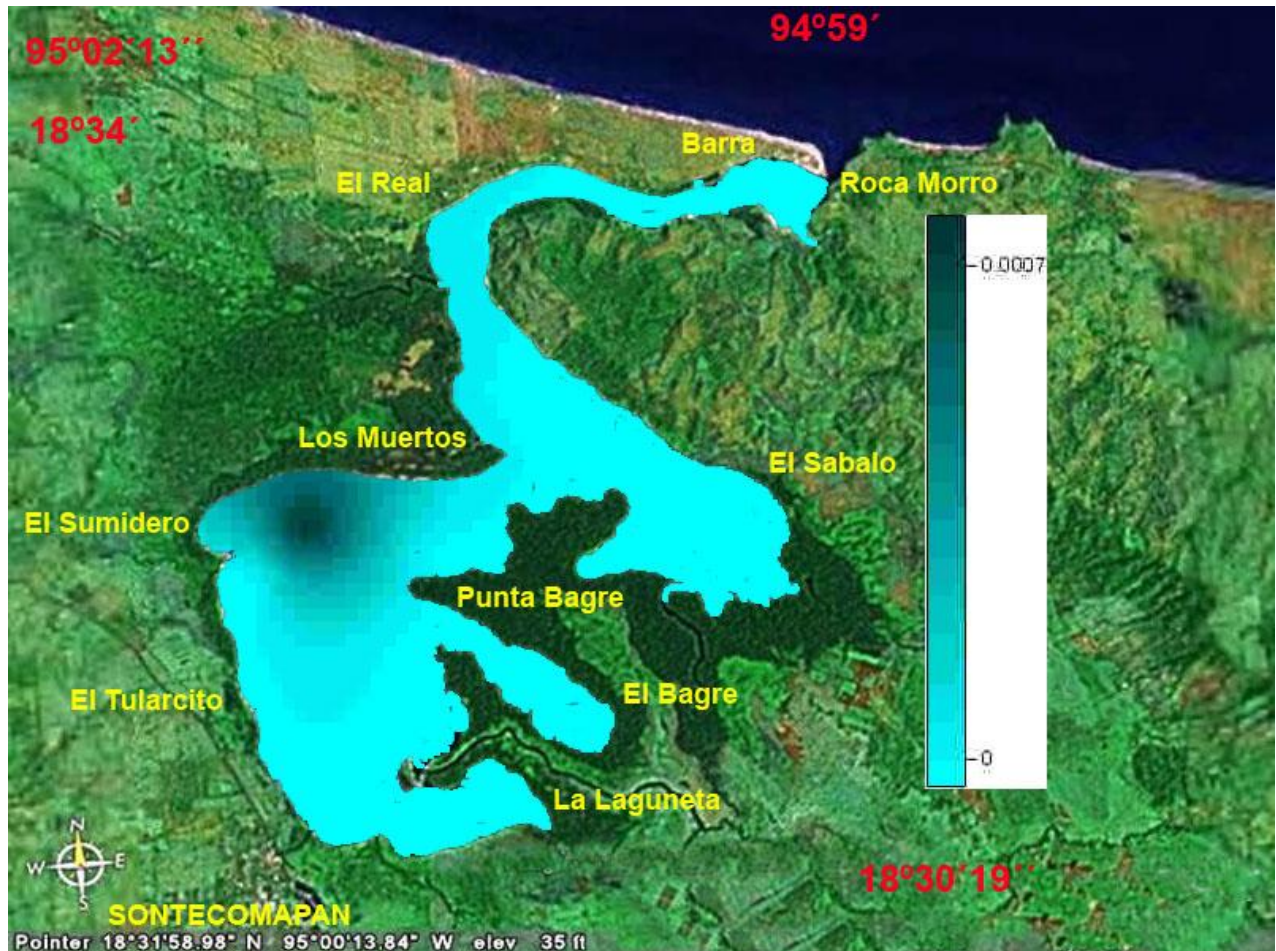 94º59´
95º02´13´´
18º34´
Barra
El Real
Roca Morro
0.0007
Los Muertos
El Sabalo
El Sumidero
Punta Bagre
El Bagre
El Tularcito
0
La Laguneta
N
W E
S
18º30´19´´
SONTECOMAPAN
Pointer 18°31'58.98" N 95°00'13.84" W elev 35 ft